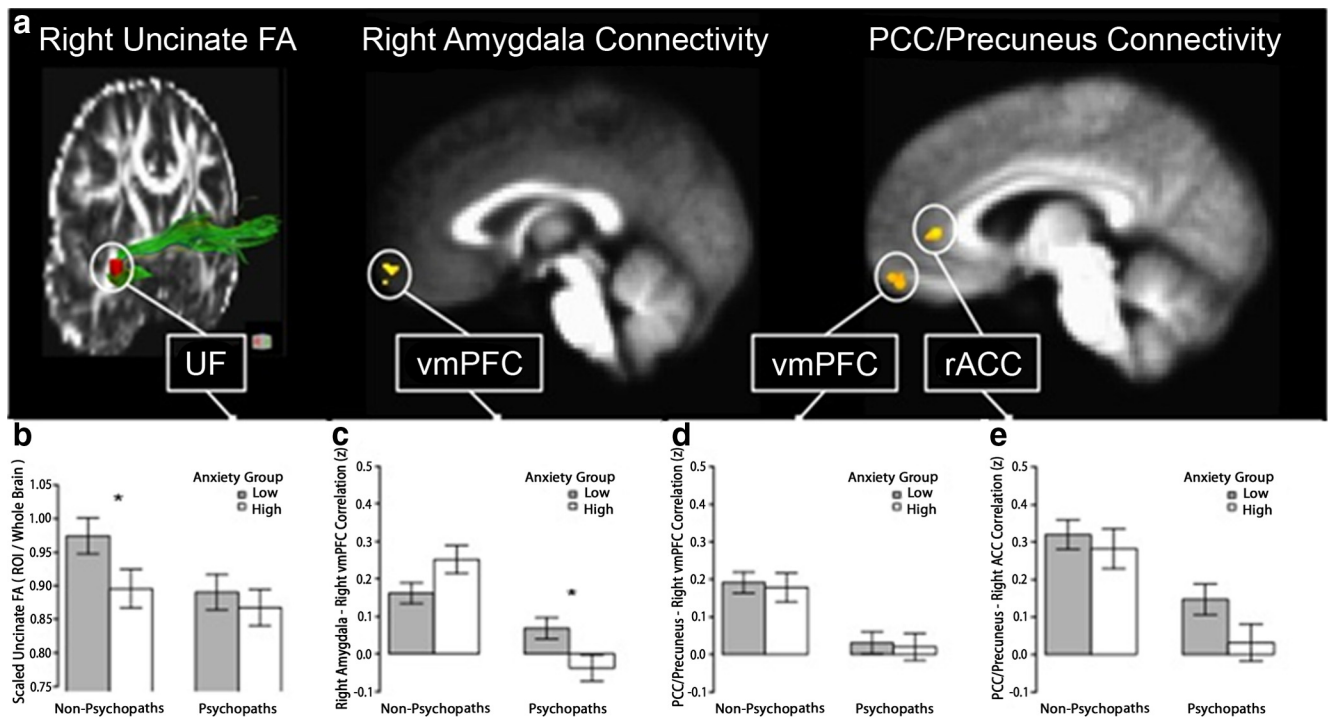 a
Right Uncinate FA
Right Amygdala Connectivity
PCC/Precuneus Connectivity
UF
vmPFC
vmPFC
rACC
b
Scaled Uncinate FA ( ROI / Whole Brain )
1.05
1.00
0.95
0.90
0.85
0.80
0.75
*
Anxiety Group
Low
High
Non-Psychopaths
Psychopaths
c
Right Amygdala - Right vmPFC Correlation (z)
0.5
0.4
0.3
0.2
0.1
0.0
-0.1
*
Anxiety Group
Low
High
Non-Psychopaths
Psychopaths
d
PCC/Precuneus - Right vmPFC Correlation (z)
0.5
0.4
0.3
0.2
0.1
0.0
-0.1
Anxiety Group
Low
High
Non-Psychopaths
Psychopaths
e
PCC/Precuneus - Right ACC Correlation (z)
0.5
0.4
0.3
0.2
0.1
0.0
-0.1
Anxiety Group
Low
High
Non-Psychopaths
Psychopaths